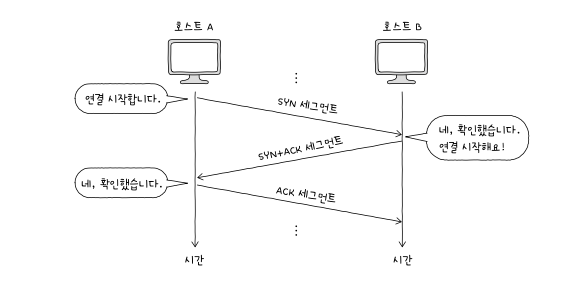 호스트 A
호스트 B
연결 시작합니다.
SYN 세그먼트
네, 확인했습니다.
연결 시작해요!
SYN+ACK 세그먼트
네, 확인했습니다.
ACK 세그먼트
시간
시간